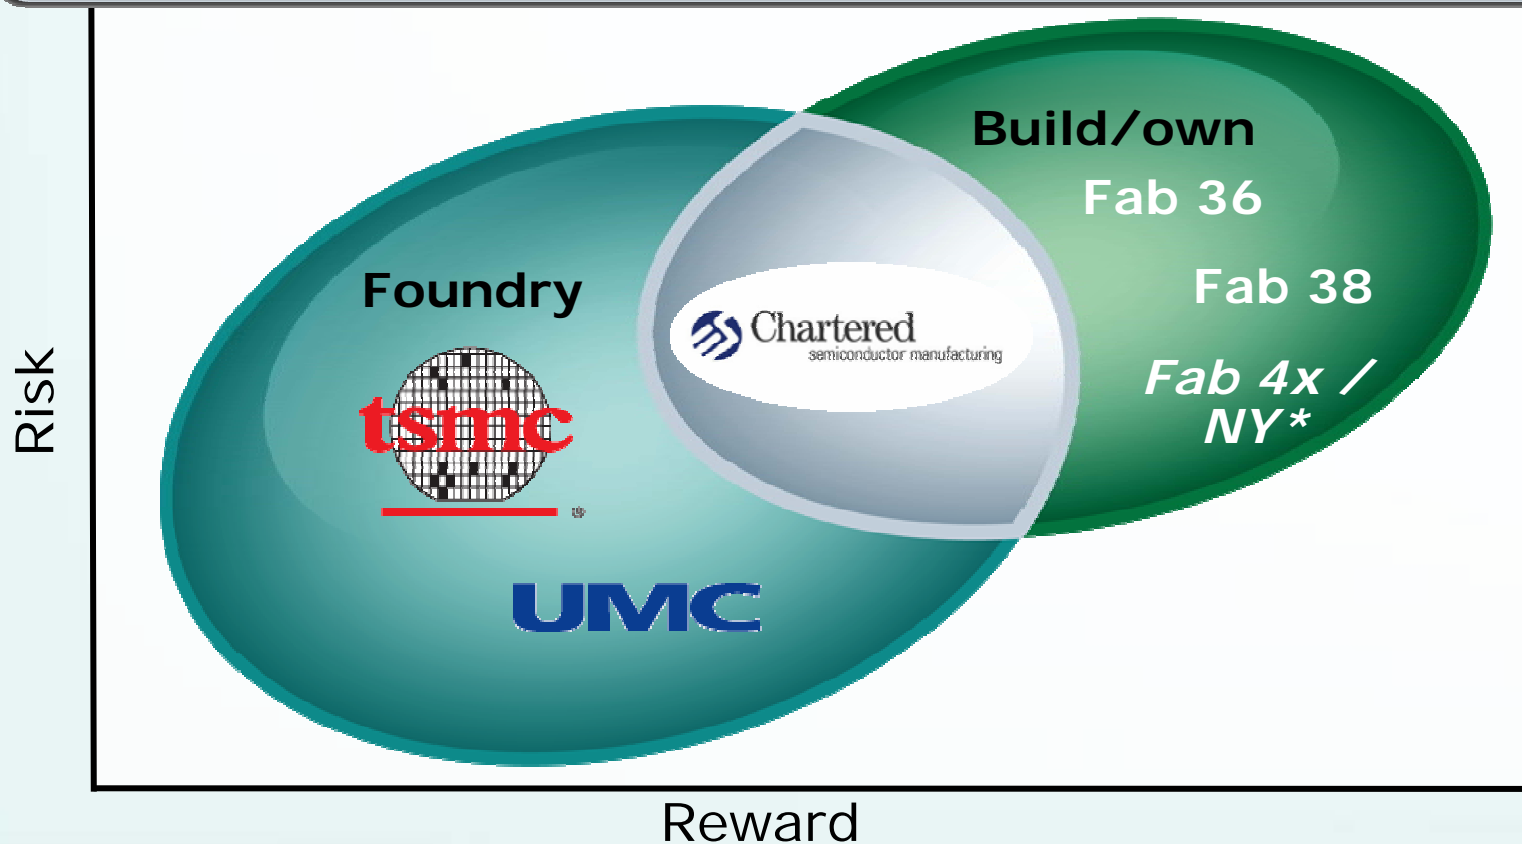 Build/own
Fab 36
Fab 38
Fab 4x /
NY*
Foundry
Chartered
semiconductor manufacturing
tsmc
®
UMC
Risk
Reward